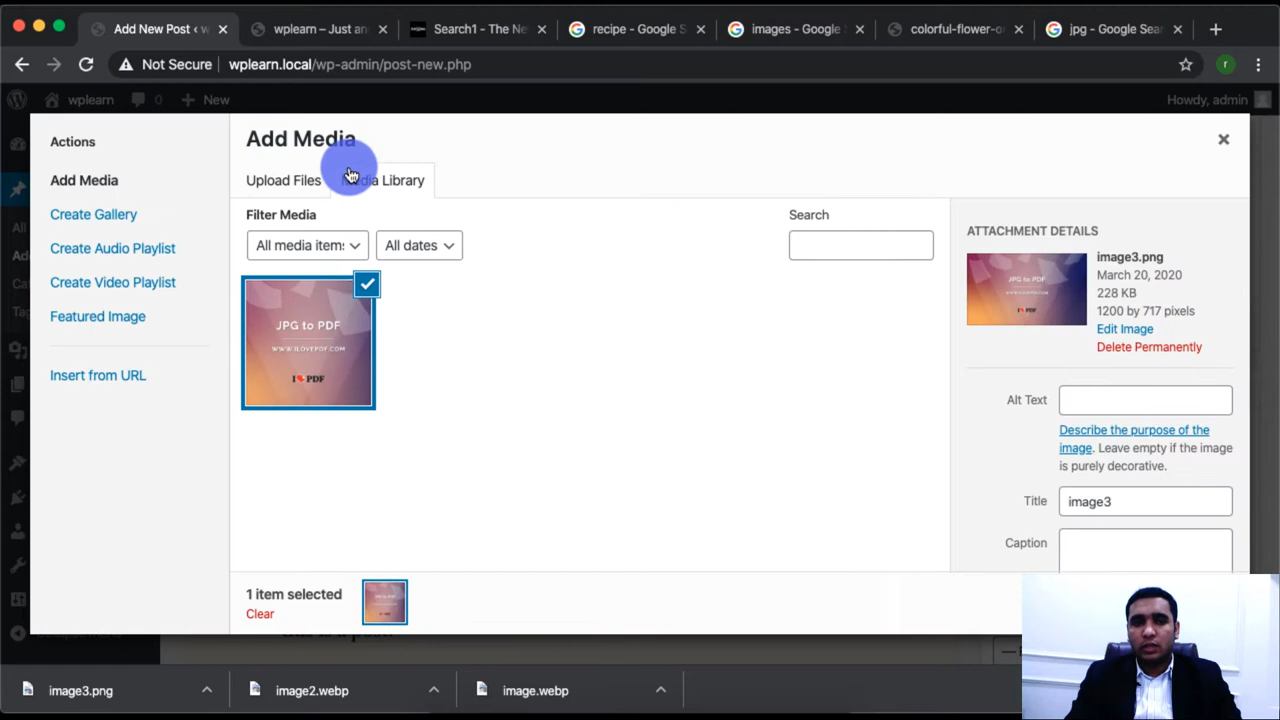 Add New Post ‹ w
wplearn – Just an
Search1 - The Ne
recipe - Google S
images - Google
colorful-flower-o
jpg - Google Sea
Not Secure
wplearn.local/wp-admin/post-new.php
r
wplearn
0
New
Howdy, admin
Actions
Add Media
Create Gallery
Create Audio Playlist
Create Video Playlist
Featured Image
Insert from URL
Add Media
Upload Files
Media Library
Filter Media
All media items
All dates
Search
JPG to PDF
WWW.ILOVEPDF.COM
I ❤ PDF
1 item selected
Clear
ATTACHMENT DETAILS
image3.png
March 20, 2020
228 KB
1200 by 717 pixels
Edit Image
Delete Permanently
Alt Text
Describe the purpose of the
image. Leave empty if the image
is purely decorative.
Title
image3
Caption
All
Ad
Ca
Tag
image3.png
image2.webp
image.webp